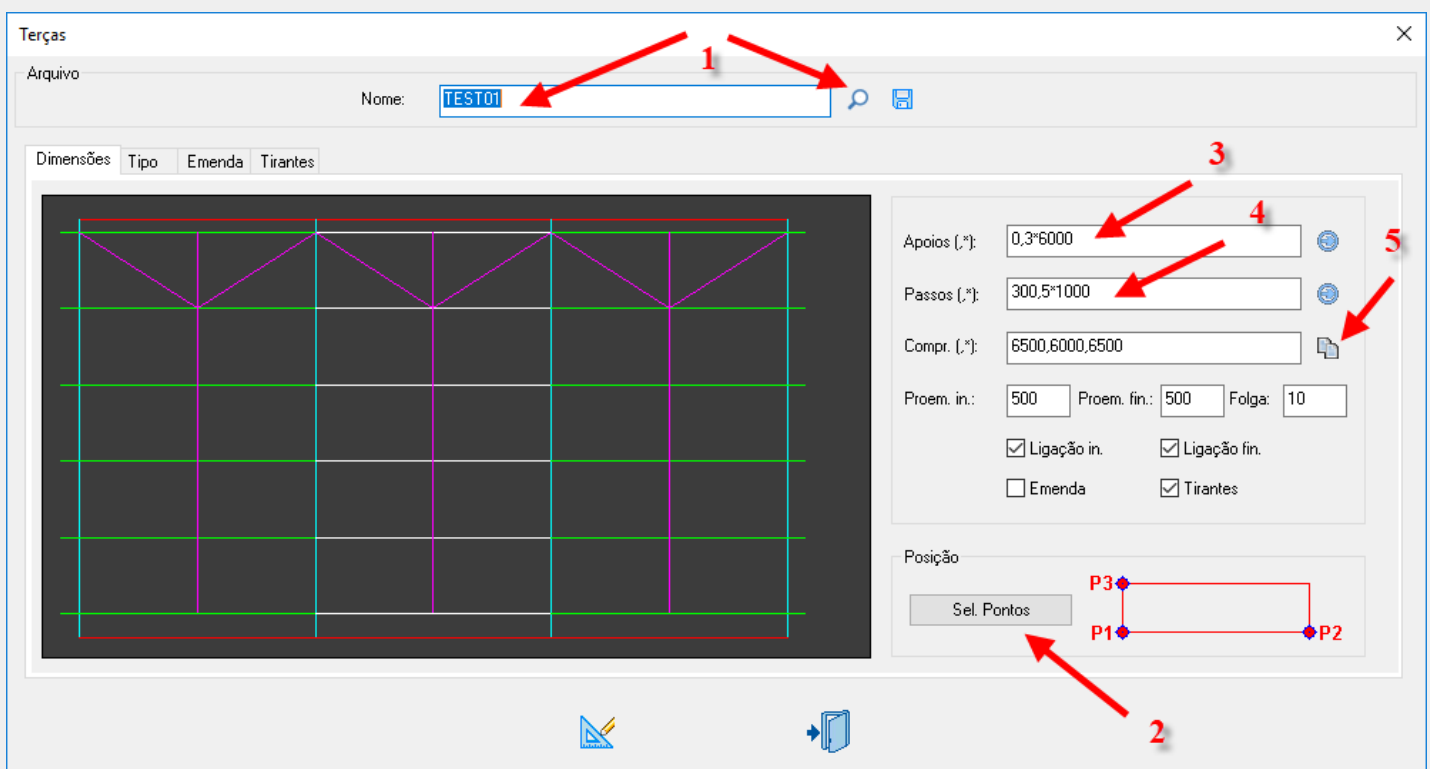 Terças
1
Arquivo
Nome: TEST01
Dimensões Tipo Emenda Tirantes
3
4
5
Apoios (,*): 0,3*6000
Passos (,*): 300,5*1000
Compr. (,*): 6500,6000,6500
Proem. in.: 500 Proem. fin.: 500 Folga: 10
Ligação in. Ligação fin.
Emenda Tirantes
Posição
P3
Sel. Pontos
P1 P2
2